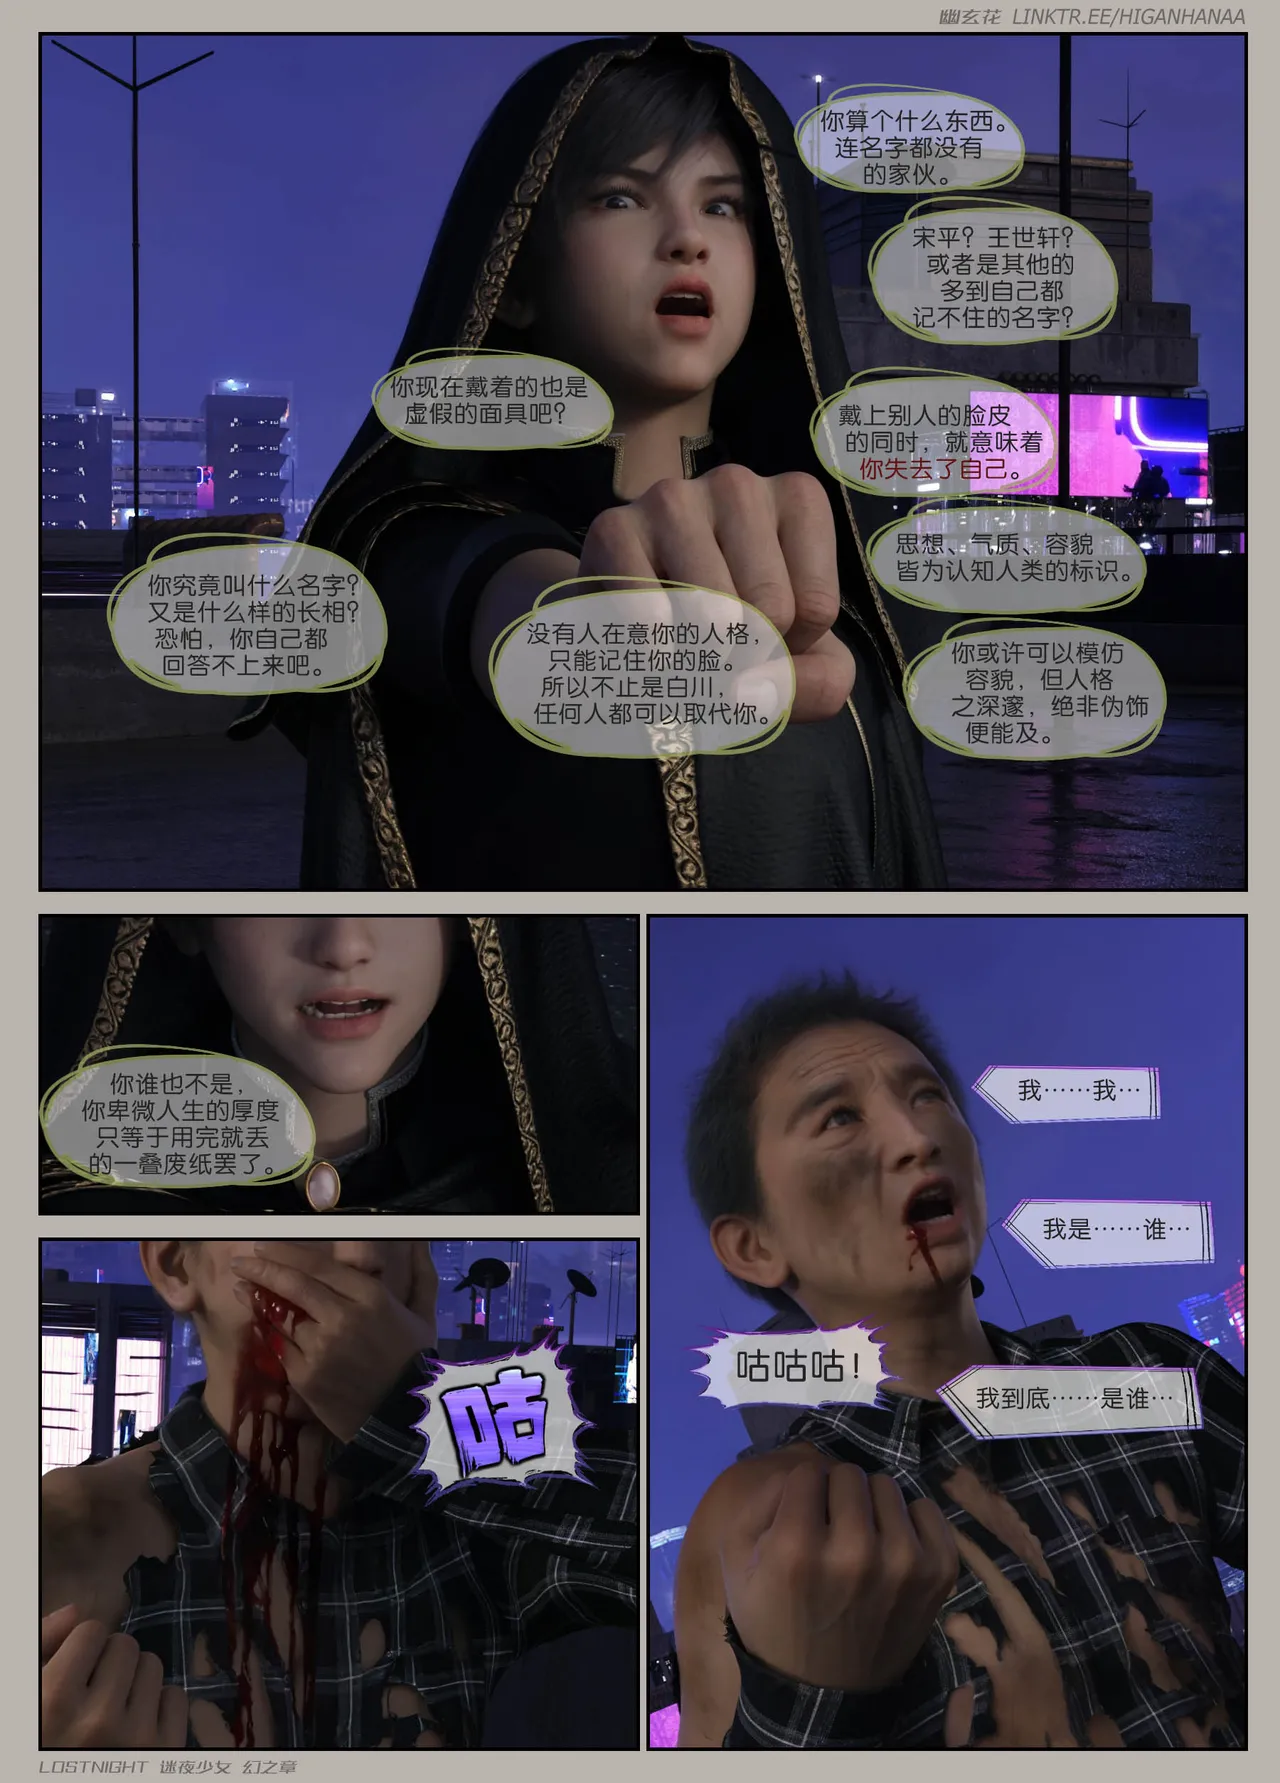 幽玄花 LINKTR.EE/HIGANHANAA
你算个什么东西。
连名字都没有
的家伙。
宋平？王世轩？
或者是其他的
多到自己都
记不住的名字？
你现在戴着的也是
虚假的面具吧？
戴上别人的脸皮
的同时，就意味着
你失去了自己。
思想、气质、容貌
皆为认知人类的标识。
你究竟叫什么名字？
又是什么样的长相？
恐怕，你自己都
回答不上来吧。
没有人在意你的人格，
只能记住你的脸。
所以不止是白川，
任何人都可以取代你。
你或许可以模仿
容貌，但人格
之深邃，绝非伪饰
便能及。
你谁也不是，
你卑微人生的厚度
只等于用完就丢
的一叠废纸罢了。
我……我…
我是……谁…
咕咕咕！
我到底……是谁…
咕
LOSTNIGHT 迷夜少女 幻之章